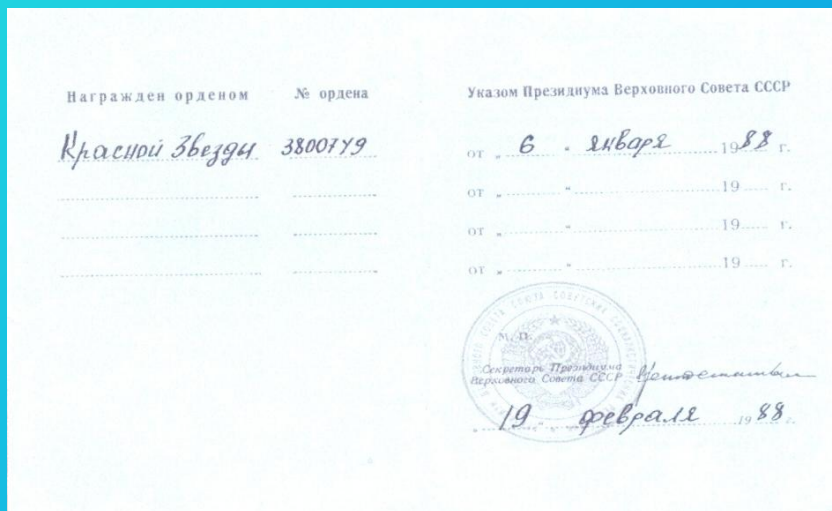 Награжден орденом № ордена
Красной Звезды 3800749
Указом Президиума Верховного Совета СССР
от „ 6 “ января 1988 г.
от „ “ 19 г.
от „ “ 19 г.
от „ “ 19 г.
М. П.
Секретарь Президиума
Верховного Совета СССР
„ 19 “ февраля 1988 г.